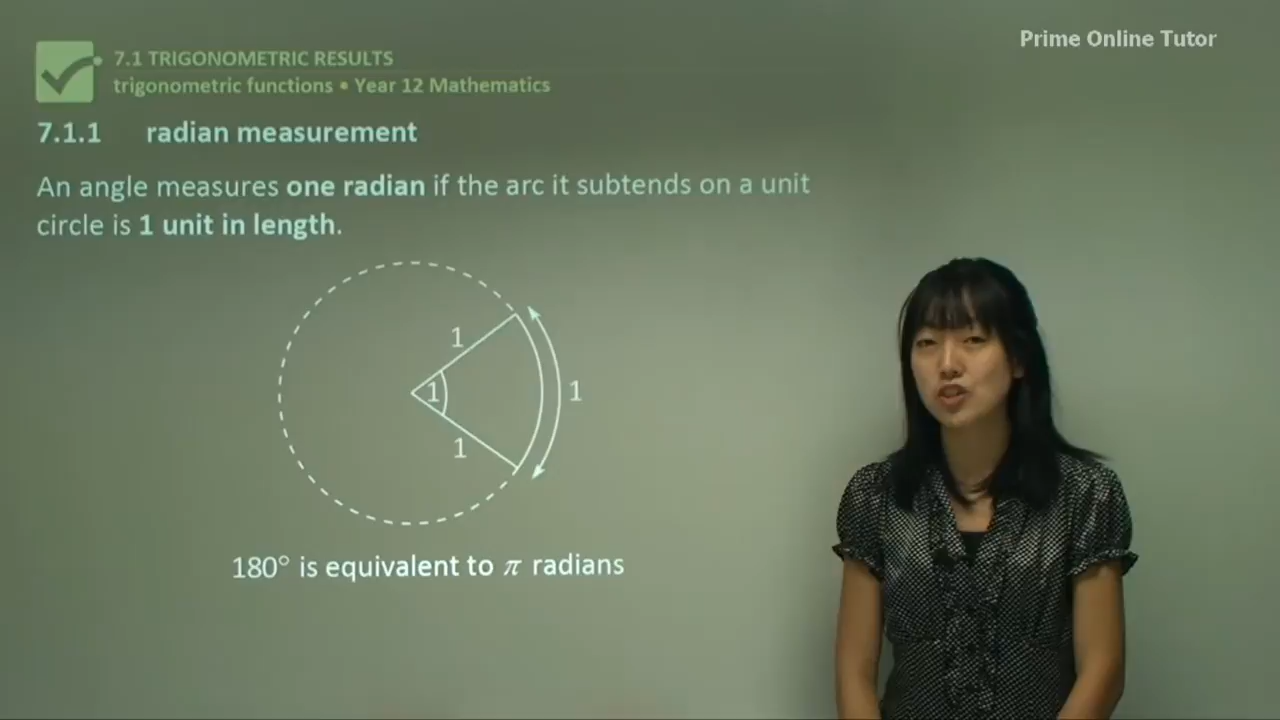 Prime Online Tutor
7.1 TRIGONOMETRIC RESULTS
trigonometric functions • Year 12 Mathematics
7.1.1 radian measurement
An angle measures one radian if the arc it subtends on a unit
circle is 1 unit in length.
1
1
1
1
180° is equivalent to π radians